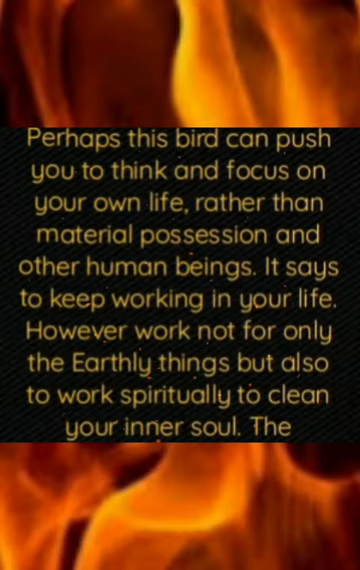 Perhaps this bird can push
you to think and focus on
your own life, rather than
material possession and
other human beings. It says
to keep working in your life.
However work not for only
the Earthly things but also
to work spiritually to clean
your inner soul. The